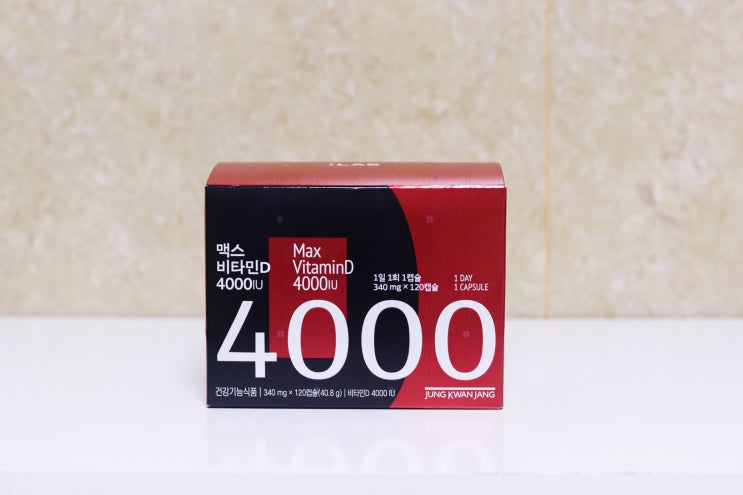 맥스
비타민D
4000IU
Max
VitaminD
4000IU
1일 1회 1캡슐
340 mg × 120캡슐
1 DAY
1 CAPSULE
4000
건강기능식품 | 340 mg × 120캡슐(40.8 g) | 비타민D 4000 IU
JUNG KWAN JANG